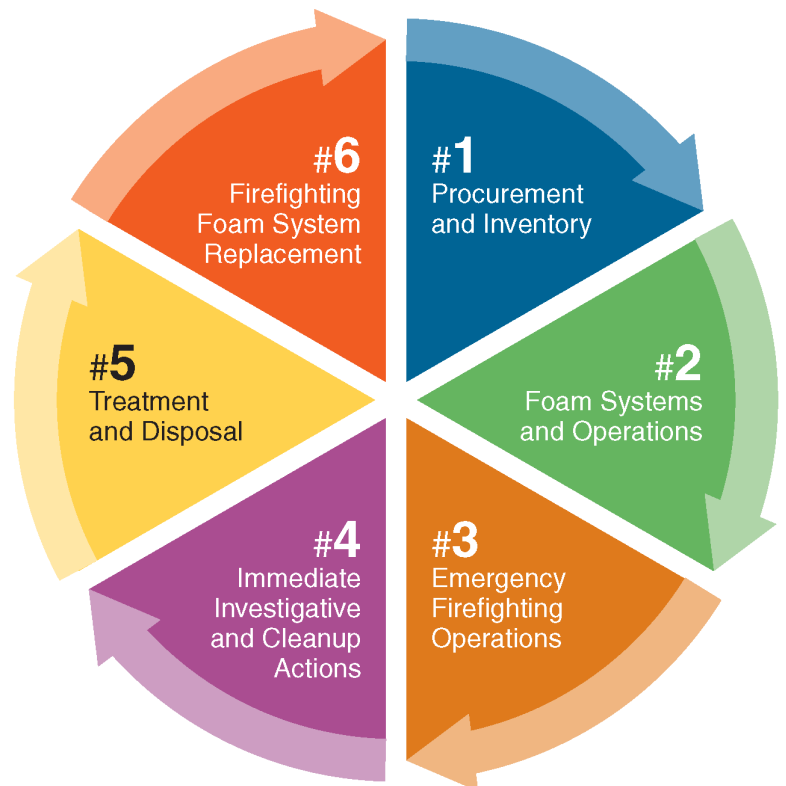 #1
Procurement
and Inventory
#2
Foam Systems
and Operations
#3
Emergency
Firefighting
Operations
#4
Immediate
Investigative
and Cleanup
Actions
#5
Treatment
and Disposal
#6
Firefighting
Foam System
Replacement